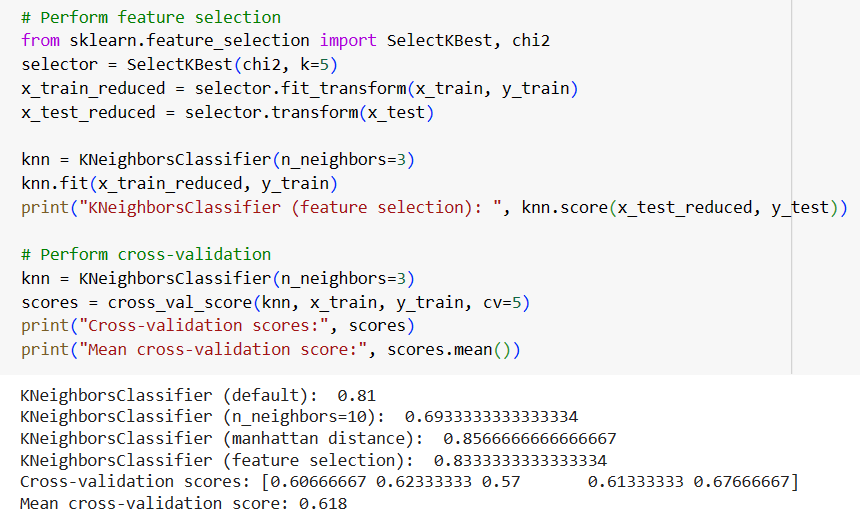 # Perform feature selection
from sklearn.feature_selection import SelectKBest, chi2
selector = SelectKBest(chi2, k=5)
x_train_reduced = selector.fit_transform(x_train, y_train)
x_test_reduced = selector.transform(x_test)
knn = KNeighborsClassifier(n_neighbors=3)
knn.fit(x_train_reduced, y_train)
print("KNeighborsClassifier (feature selection): ", knn.score(x_test_reduced, y_test))
# Perform cross-validation
knn = KNeighborsClassifier(n_neighbors=3)
scores = cross_val_score(knn, x_train, y_train, cv=5)
print("Cross-validation scores:", scores)
print("Mean cross-validation score:", scores.mean())
KNeighborsClassifier (default):  0.81
KNeighborsClassifier (n_neighbors=10):  0.6933333333333334
KNeighborsClassifier (manhattan distance):  0.8566666666666667
KNeighborsClassifier (feature selection):  0.8333333333333334
Cross-validation scores: [0.60666667 0.62333333 0.57       0.61333333 0.67666667]
Mean cross-validation score: 0.618